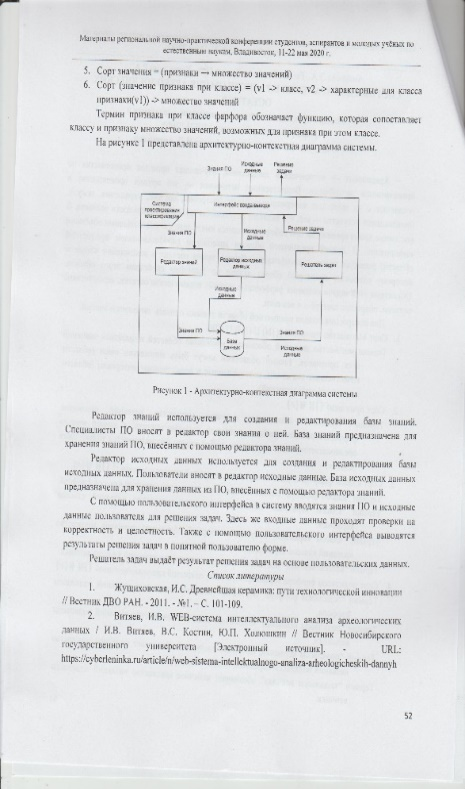 Материалы региональной научно-практической конференции студентов, аспирантов и молодых учёных по
естественным наукам, Владивосток, 11-22 мая 2020 г.
5. Сорт значения = (признаки → множество значений)
6. Сорт (значение признака при классе) = (v1 -> класс, v2 -> характерные для класса
признаки(v1)) -> множество значений
Термин признака при классе фарфора обозначает функцию, которая сопоставляет
классу и признаку множество значений, возможных для признака при этом классе.
На рисунке 1 представлена архитектурно-контекстная диаграмма системы.
Знания ПО
Исходные
данные
Решение
задачи
Система
Интерфейс
Знания ПО
Исходные
данные
Решение задачи
Редактор знаний
Редактор исходных
данных
Решатель задач
Исходные
данные
Знания ПО
База
данных
Знания ПО
Исходные
данные
Рисунок 1 - Архитектурно-контекстная диаграмма системы
Редактор знаний используется для создания и редактирования базы знаний.
Специалисты ПО вносят в редактор свои знания о ней. База знаний предназначена для
хранения знаний ПО, внесённых с помощью редактора знаний.
Редактор исходных данных используется для создания и редактирования базы
исходных данных. Пользователи вносят в редактор исходные данные. База исходных данных
предназначена для хранения данных из ПО, внесённых с помощью редактора знаний.
С помощью пользовательского интерфейса в систему вводятся знания ПО и исходные
данные пользователя для решения задач. Здесь же входные данные проходят проверки на
корректность и целостность. Также с помощью пользовательского интерфейса выводятся
результаты решения задач в понятной пользователю форме.
Решатель задач выдаёт результат решения задач на основе пользовательских данных.
Список литературы
1. Жущиховская, И.С. Древнейшая керамика: пути технологической инновации
// Вестник ДВО РАН. - 2011. - №1. – С. 101-109.
2. Витяев, И.В. WEB-система интеллектуального анализа археологических
данных / И.В. Витяев, В.С. Костин, Ю.П. Холюшкин // Вестник Новосибирского
государственного университета [Электронный источник]. - URL:
https://cyberleninka.ru/article/n/web-sistema-intellektualnogo-analiza-arheologicheskih-dannyh
52